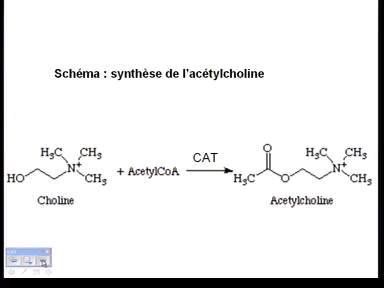 Schéma : synthèse de l'acétylcholine
H₃C CH₃
N⁺
HO CH₃
Choline
+ AcetylCoA
CAT
O
H₃C O
H₃C CH₃
N⁺
CH₃
Acetylcholine